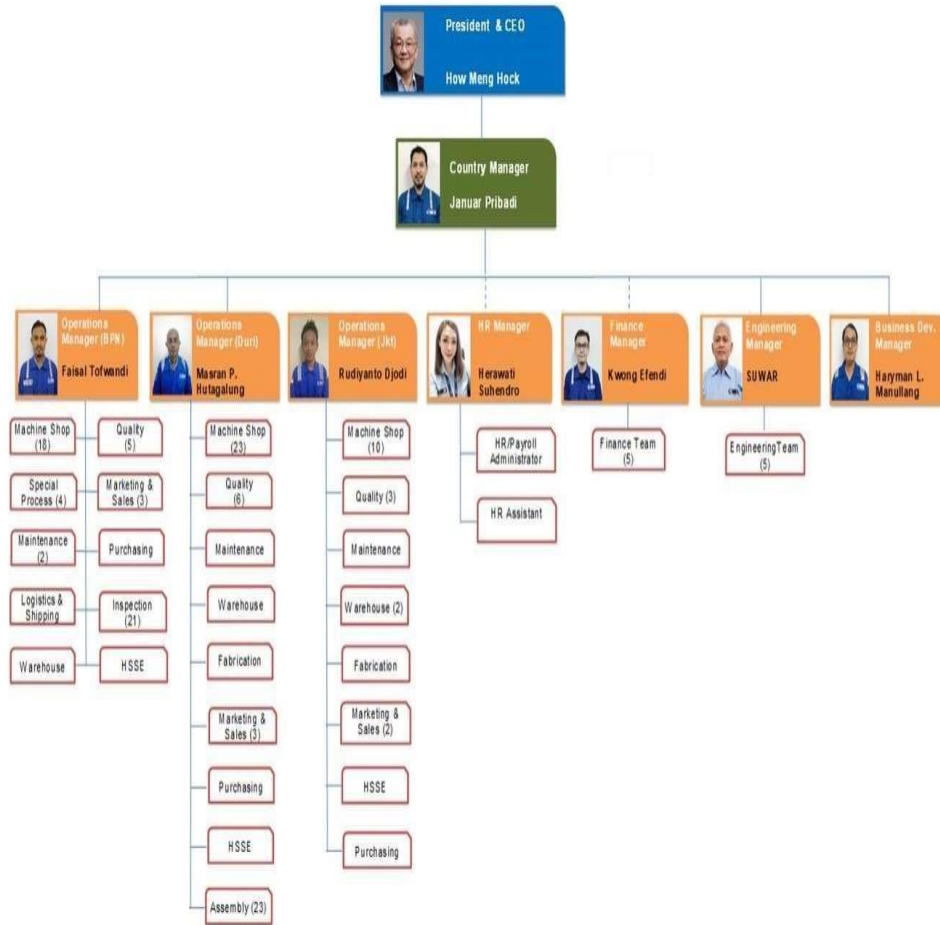 President & CEO
How Meng Hock
Country Manager
Januar Pribadi
Operations
Manager (BPN)
Faisal Tofwandi
Operations
Manager (Duri)
Masran P.
Hutagalung
Operations
Manager (Jkt)
Rudiyanto Djodi
HR Manager
Herawati
Suhendro
Finance
Manager
Kwong Efendi
Engineering
Manager
SUWAR
Business Dev.
Manager
Haryman L.
Manullang
Machine Shop
(18)
Quality
(5)
Special
Process (4)
Marketing &
Sales (3)
Maintenance
(2)
Purchasing
Logistics &
Shipping
Inspection
(21)
Warehouse
HSSE
Machine Shop
(23)
Quality
(6)
Maintenance
Warehouse
Fabrication
Marketing &
Sales (3)
Purchasing
HSSE
Assembly (23)
Machine Shop
(10)
Quality (3)
Maintenance
Warehouse (2)
Fabrication
Marketing &
Sales (2)
HSSE
Purchasing
HR/Payroll
Administrator
HR Assistant
Finance Team
(5)
EngineeringTeam
(5)